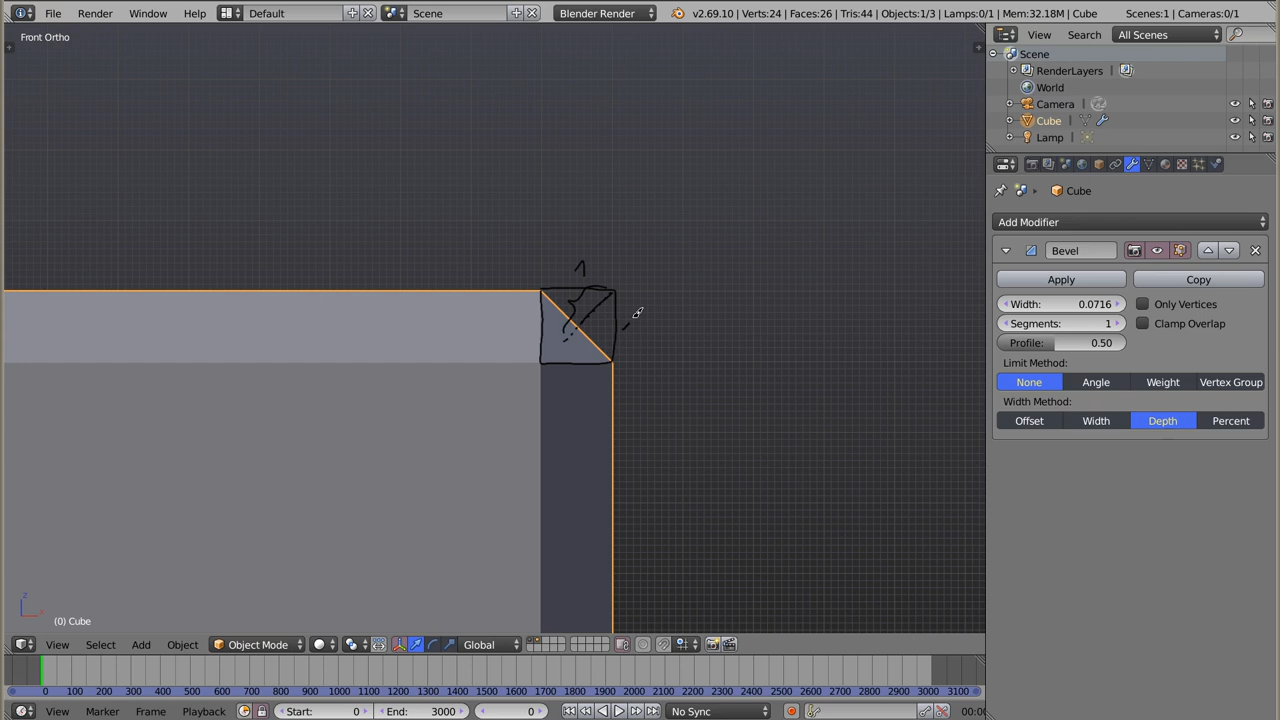 File Render Window Help Default Scene Blender Render v2.69.10 | Verts:24 | Faces:26 | Tris:44 | Objects:1/3 | Lamps:0/1 | Mem:32.18M | Cube Scenes:1 | Cameras:0/1
Front Ortho
View Search All Scenes
Scene
RenderLayers
World
Camera
Cube
Lamp
Cube
Add Modifier
Bevel
Apply Copy
Width: 0.0716 Only Vertices
Segments: 1 Clamp Overlap
Profile: 0.50
Limit Method:
None Angle Weight Vertex Group
Width Method:
Offset Width Depth Percent
1
z
x
(0) Cube
View Select Add Object Object Mode Global
0 100 200 300 400 500 600 700 800 900 1000 1100 1200 1300 1400 1500 1600 1700 1800 1900 2000 2100 2200 2300 2400 2500 2600 2700 2800 2900 3000 3100
View Marker Frame Playback Start: 0 End: 3000 0 No Sync 00:0